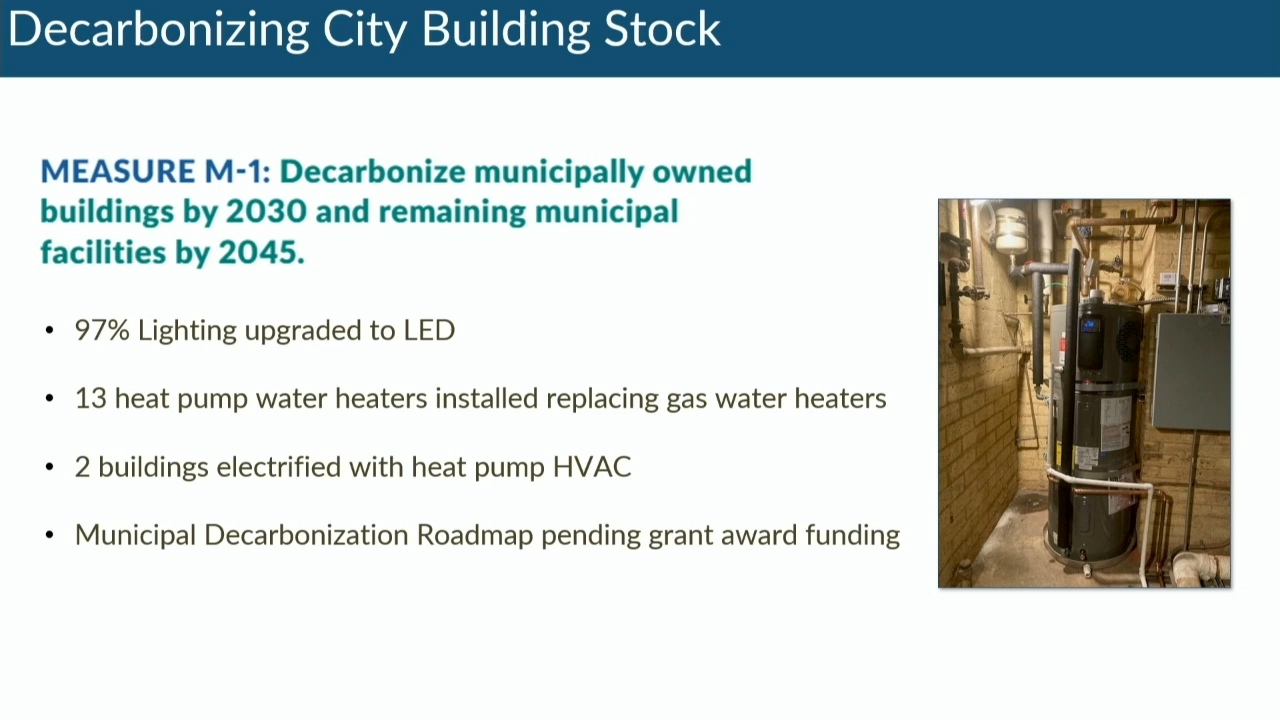 Decarbonizing City Building Stock
MEASURE M-1: Decarbonize municipally owned
buildings by 2030 and remaining municipal
facilities by 2045.
• 97% Lighting upgraded to LED
• 13 heat pump water heaters installed replacing gas water heaters
• 2 buildings electrified with heat pump HVAC
• Municipal Decarbonization Roadmap pending grant award funding